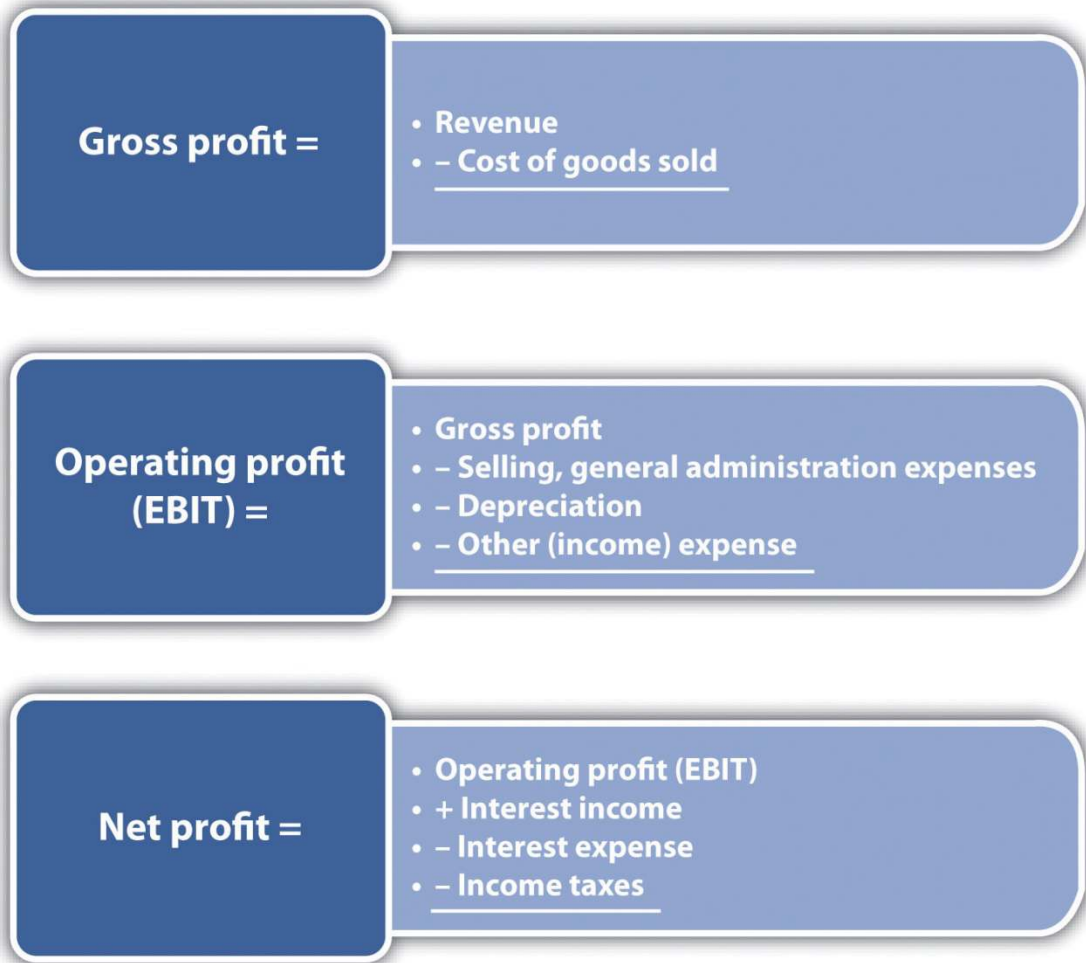 Gross profit =
• Revenue
• – Cost of goods sold
Operating profit
(EBIT) =
• Gross profit
• – Selling, general administration expenses
• – Depreciation
• – Other (income) expense
Net profit =
• Operating profit (EBIT)
• + Interest income
• – Interest expense
• – Income taxes